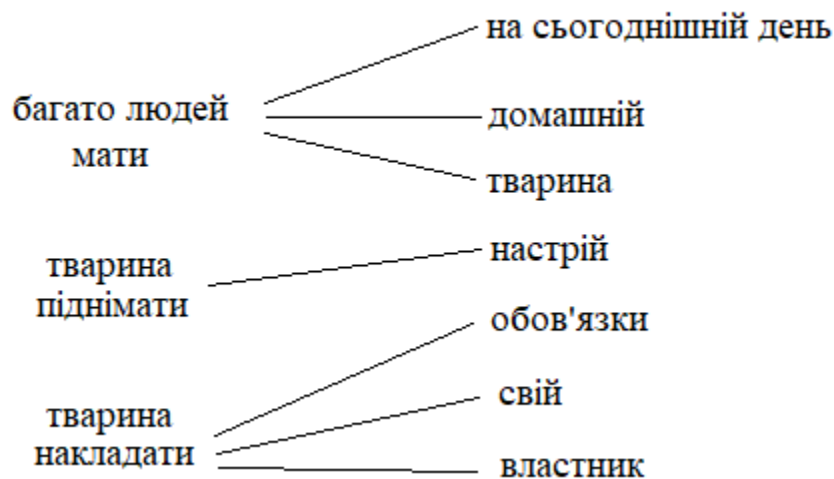 багато людей
мати
на сьогоднішній день
домашній
тварина
тварина
піднімати
настрій
тварина
накладати
обов'язки
свій
власник